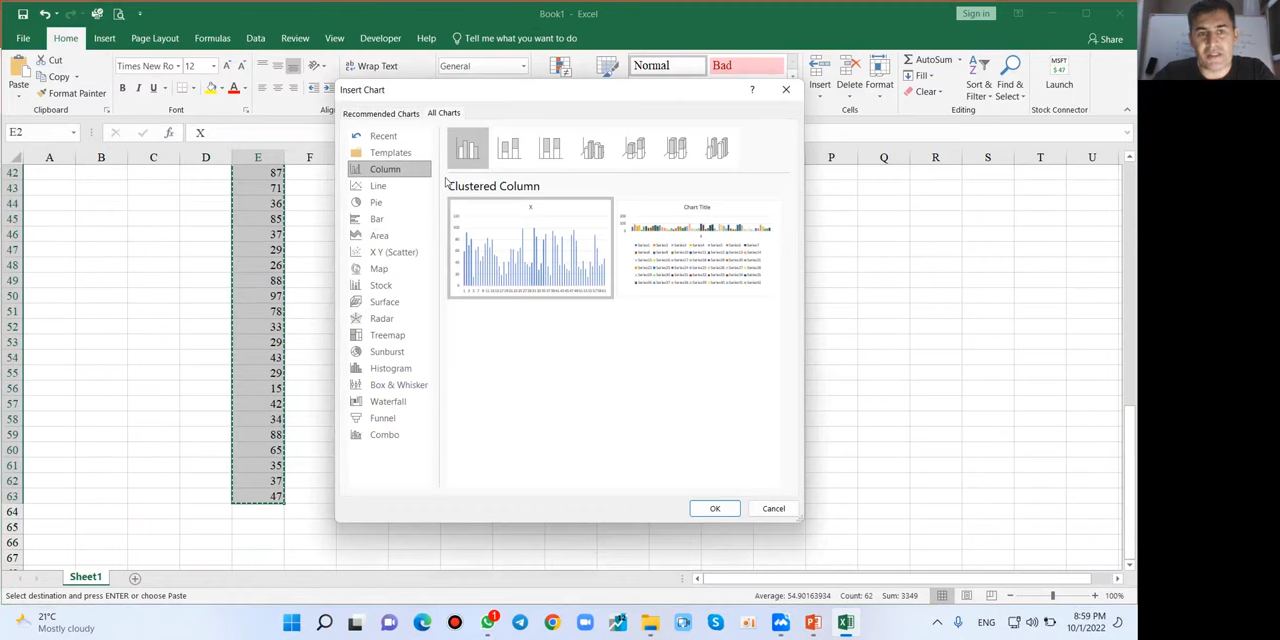 Book1 - Excel
Sign in
File Home Insert Page Layout Formulas Data Review View Developer Help Tell me what you want to do
Share
Paste
Cut
Copy
Format Painter
Clipboard
Times New Ro 12
B I U
Font
Wrap Text
General
Normal
Bad
Insert Delete Format
Cells
AutoSum
Fill
Clear
Sort & Filter
Find & Select
Editing
MSFT
$ 47
Launch
Stock Connector
E2
fx X
A B C D E F P Q R S T U
42 87
43 71
44 36
45 85
46 37
47 29
48 26
49 88
50 97
51 78
52 33
53 29
54 43
55 29
56 15
57 42
58 34
59 88
60 65
61 35
62 37
63 47
64
65
66
67
Insert Chart
?
Recommended Charts All Charts
Recent
Templates
Column
Line
Pie
Bar
Area
X Y (Scatter)
Map
Stock
Surface
Radar
Treemap
Sunburst
Histogram
Box & Whisker
Waterfall
Funnel
Combo
Clustered Column
X
Chart Title
OK
Cancel
Sheet1
Select destination and press ENTER or choose Paste
Average: 54.90163934 Count: 62 Sum: 3349
100%
21°C
Mostly cloudy
1
ENG
8:59 PM
10/1/2022